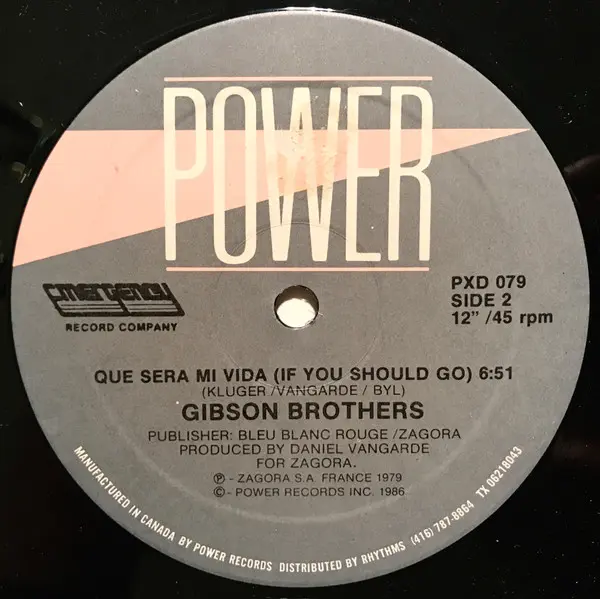 POWER
emergency
RECORD COMPANY
PXD 079
SIDE 2
12" /45 rpm
QUE SERA MI VIDA (IF YOU SHOULD GO) 6:51
(KLUGER /VANGARDE / BYL)
GIBSON BROTHERS
PUBLISHER: BLEU BLANC ROUGE /ZAGORA
PRODUCED BY DANIEL VANGARDE
FOR ZAGORA.
Ⓟ- ZAGORA S.A. FRANCE 1979
©- POWER RECORDS INC. 1986
MANUFACTURED IN CANADA BY POWER RECORDS DISTRIBUTED BY RHYTHMS (416) 787-8864 TX 06218043